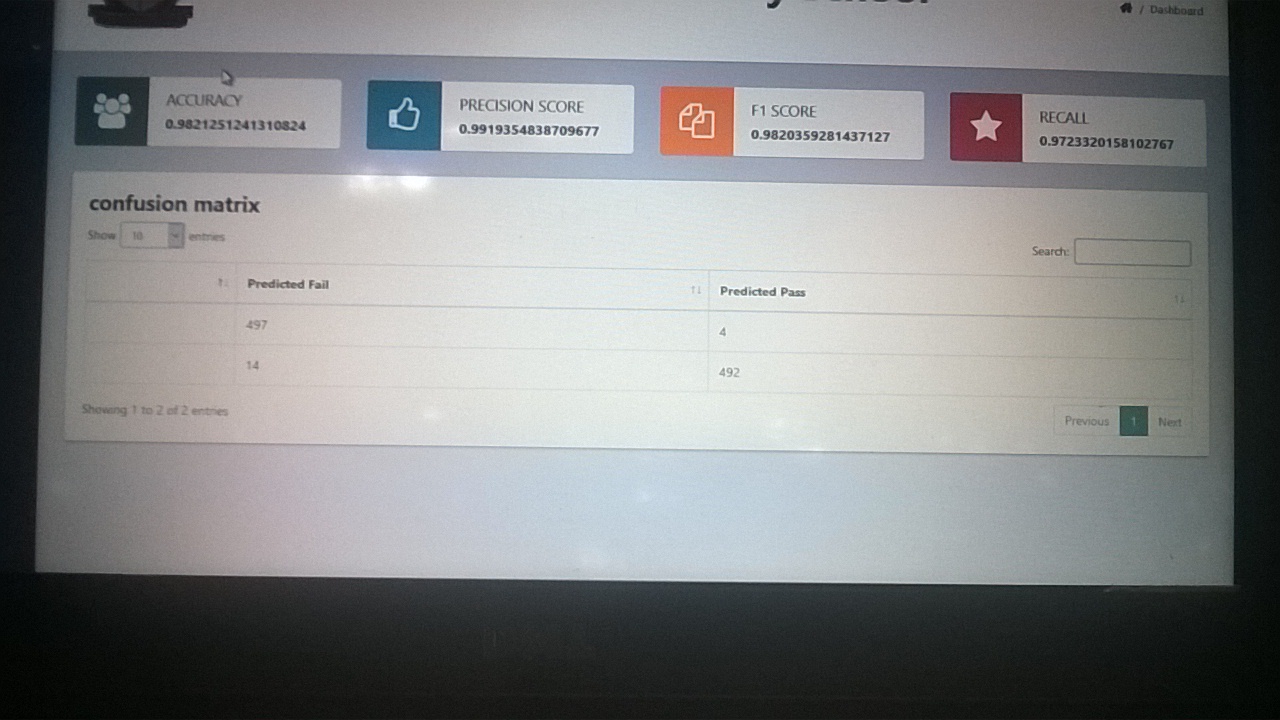 / Dashboard
ACCURACY
0.9821251241310824
PRECISION SCORE
0.9919354838709677
F1 SCORE
0.9820359281437127
RECALL
0.9723320158102767
confusion matrix
Show 10 entries
Search:
Predicted Fail Predicted Pass
497 4
14 492
Showing 1 to 2 of 2 entries
Previous 1 Next